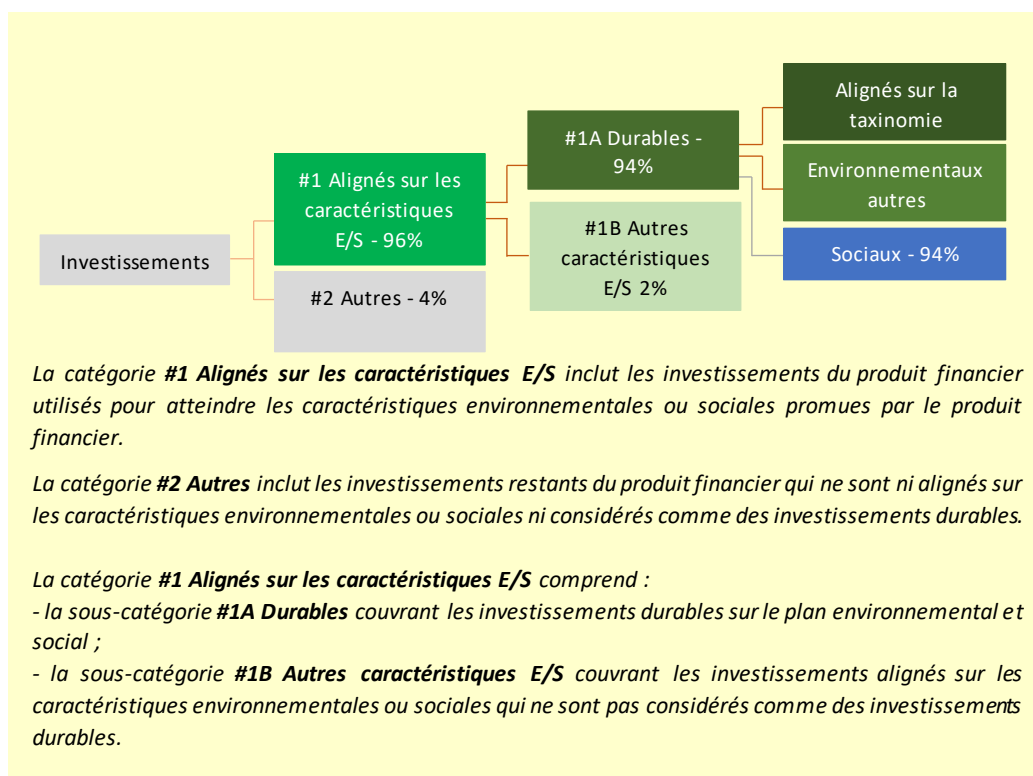 Investissements
#1 Alignés sur les
caractéristiques
E/S - 96%
#2 Autres - 4%
#1A Durables -
94%
#1B Autres
caractéristiques
E/S 2%
Alignés sur la
taxinomie
Environnementaux
autres
Sociaux - 94%
La catégorie #1 Alignés sur les caractéristiques E/S inclut les investissements du produit financier
utilisés pour atteindre les caractéristiques environnementales ou sociales promues par le produit
financier.
La catégorie #2 Autres inclut les investissements restants du produit financier qui ne sont ni alignés sur
les caractéristiques environnementales ou sociales ni considérés comme des investissements durables.
La catégorie #1 Alignés sur les caractéristiques E/S comprend :
- la sous-catégorie #1A Durables couvrant les investissements durables sur le plan environnemental et
social ;
- la sous-catégorie #1B Autres caractéristiques E/S couvrant les investissements alignés sur les
caractéristiques environnementales ou sociales qui ne sont pas considérés comme des investissements
durables.